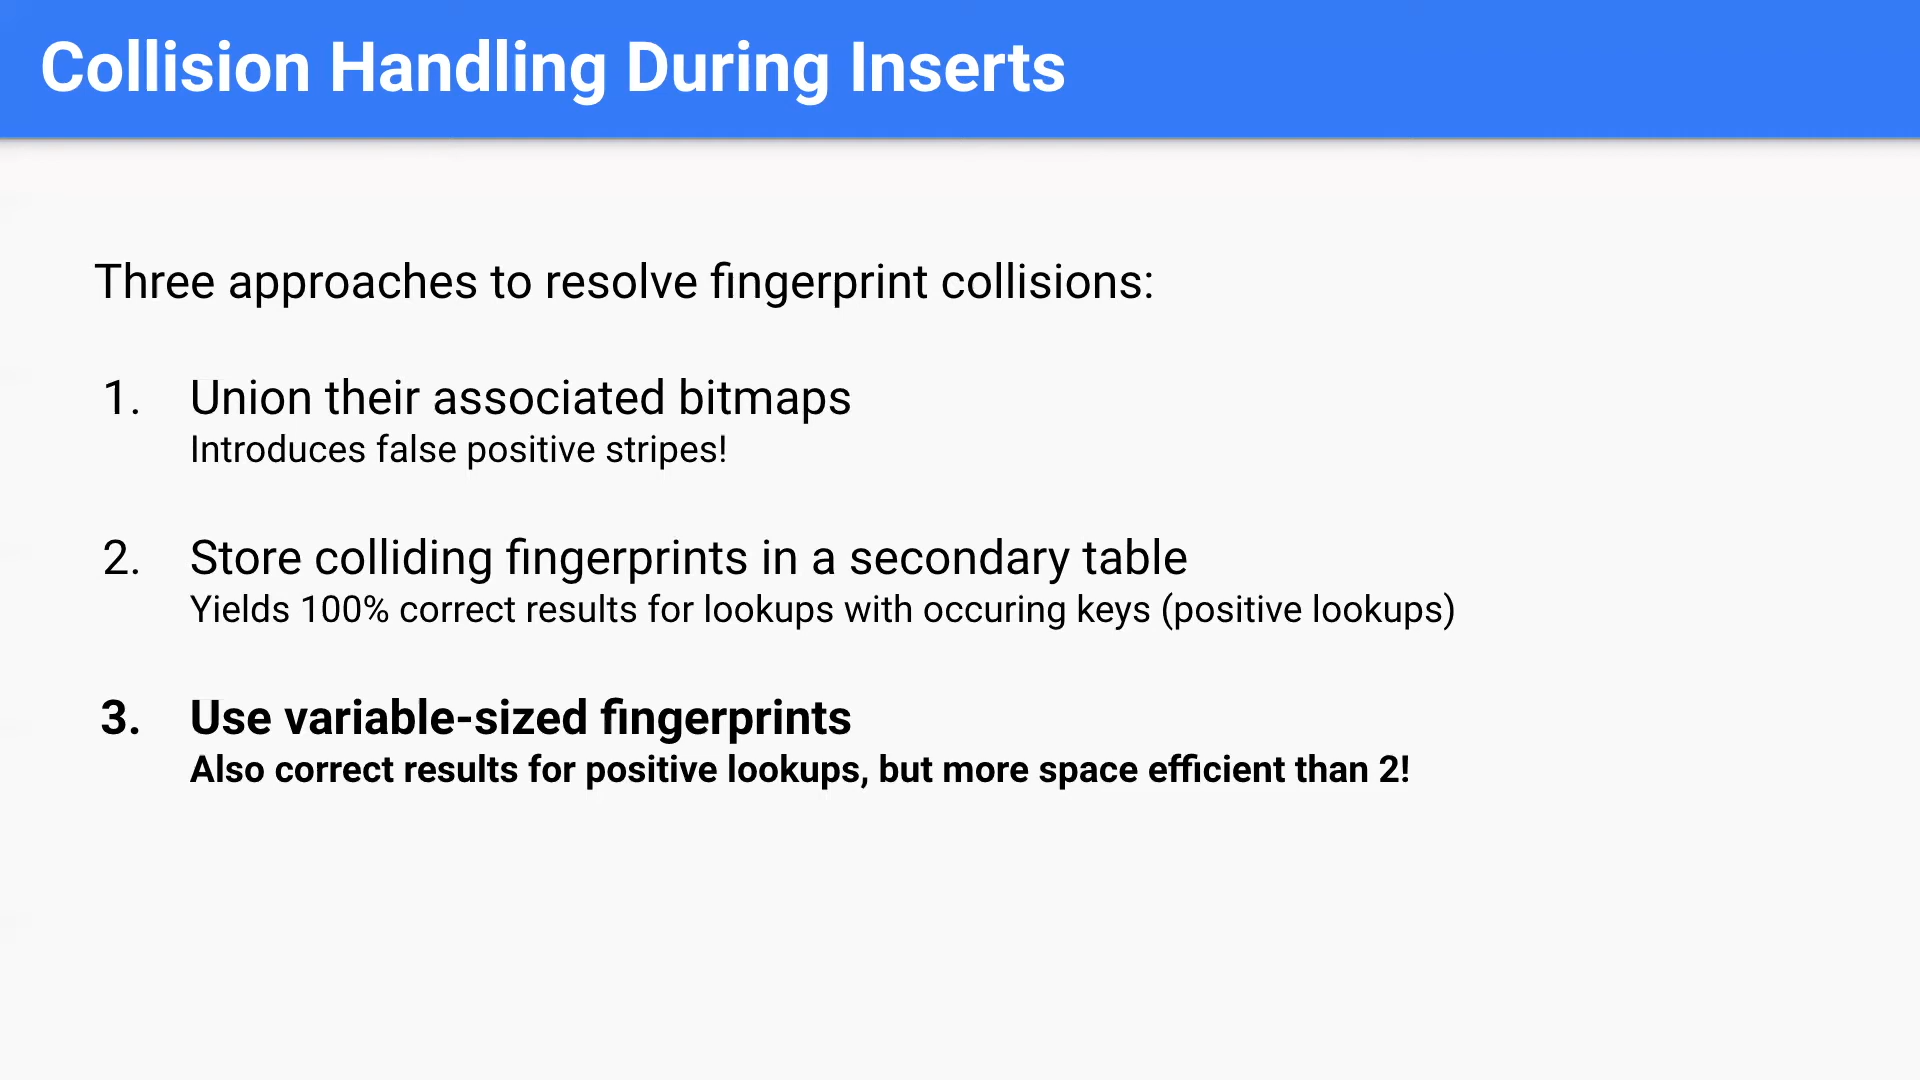 Collision Handling During Inserts
Three approaches to resolve fingerprint collisions:
1. Union their associated bitmaps
Introduces false positive stripes!
2. Store colliding fingerprints in a secondary table
Yields 100% correct results for lookups with occuring keys (positive lookups)
3. Use variable-sized fingerprints
Also correct results for positive lookups, but more space efficient than 2!